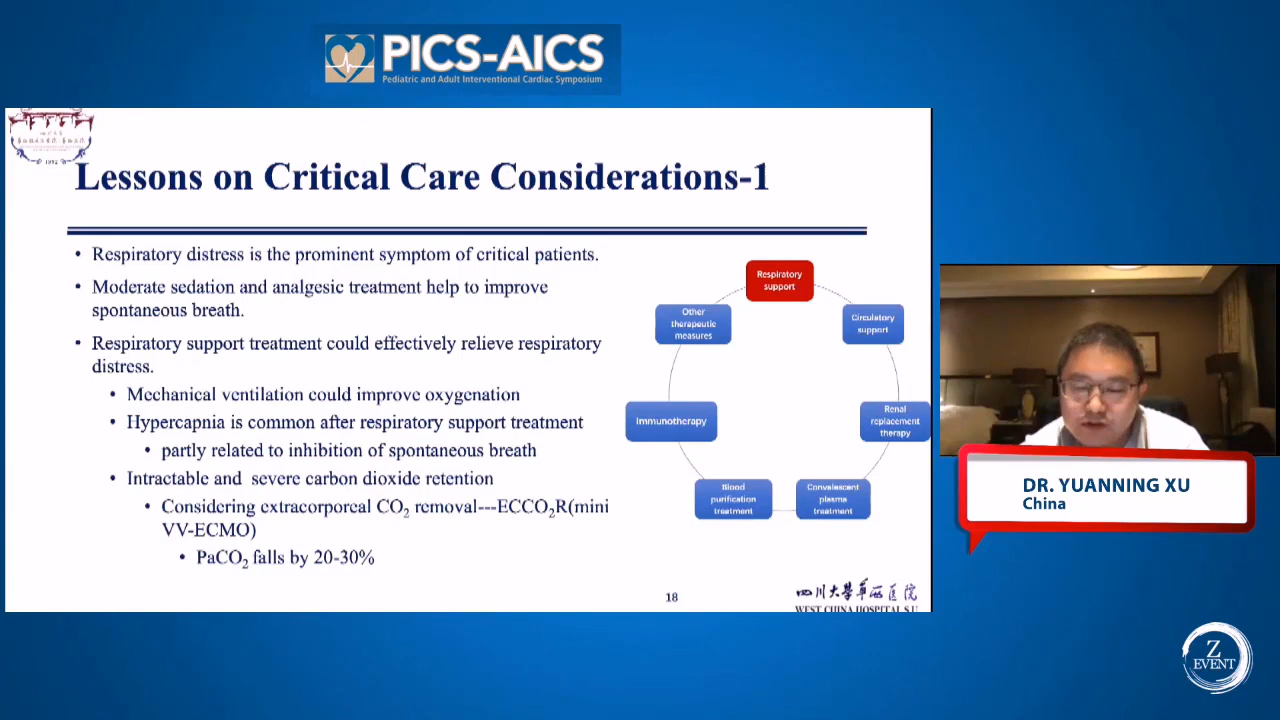 PICS-AICS
Pediatric and Adult Interventional Cardiac Symposium
Lessons on Critical Care Considerations-1
• Respiratory distress is the prominent symptom of critical patients.
• Moderate sedation and analgesic treatment help to improve
spontaneous breath.
• Respiratory support treatment could effectively relieve respiratory
distress.
• Mechanical ventilation could improve oxygenation
• Hypercapnia is common after respiratory support treatment
• partly related to inhibition of spontaneous breath
• Intractable and severe carbon dioxide retention
• Considering extracorporeal CO₂ removal---ECCO₂R(mini
VV-ECMO)
• PaCO₂ falls by 20-30%
Respiratory
support
Circulatory
support
Renal
replacement
therapy
Convalescent
plasma
treatment
Blood
purification
treatment
Immunotherapy
Other
therapeutic
measures
18
四川大學華西医院
WEST CHINA HOSPITAL S.U
DR. YUANNING XU
China
Z
EVENT